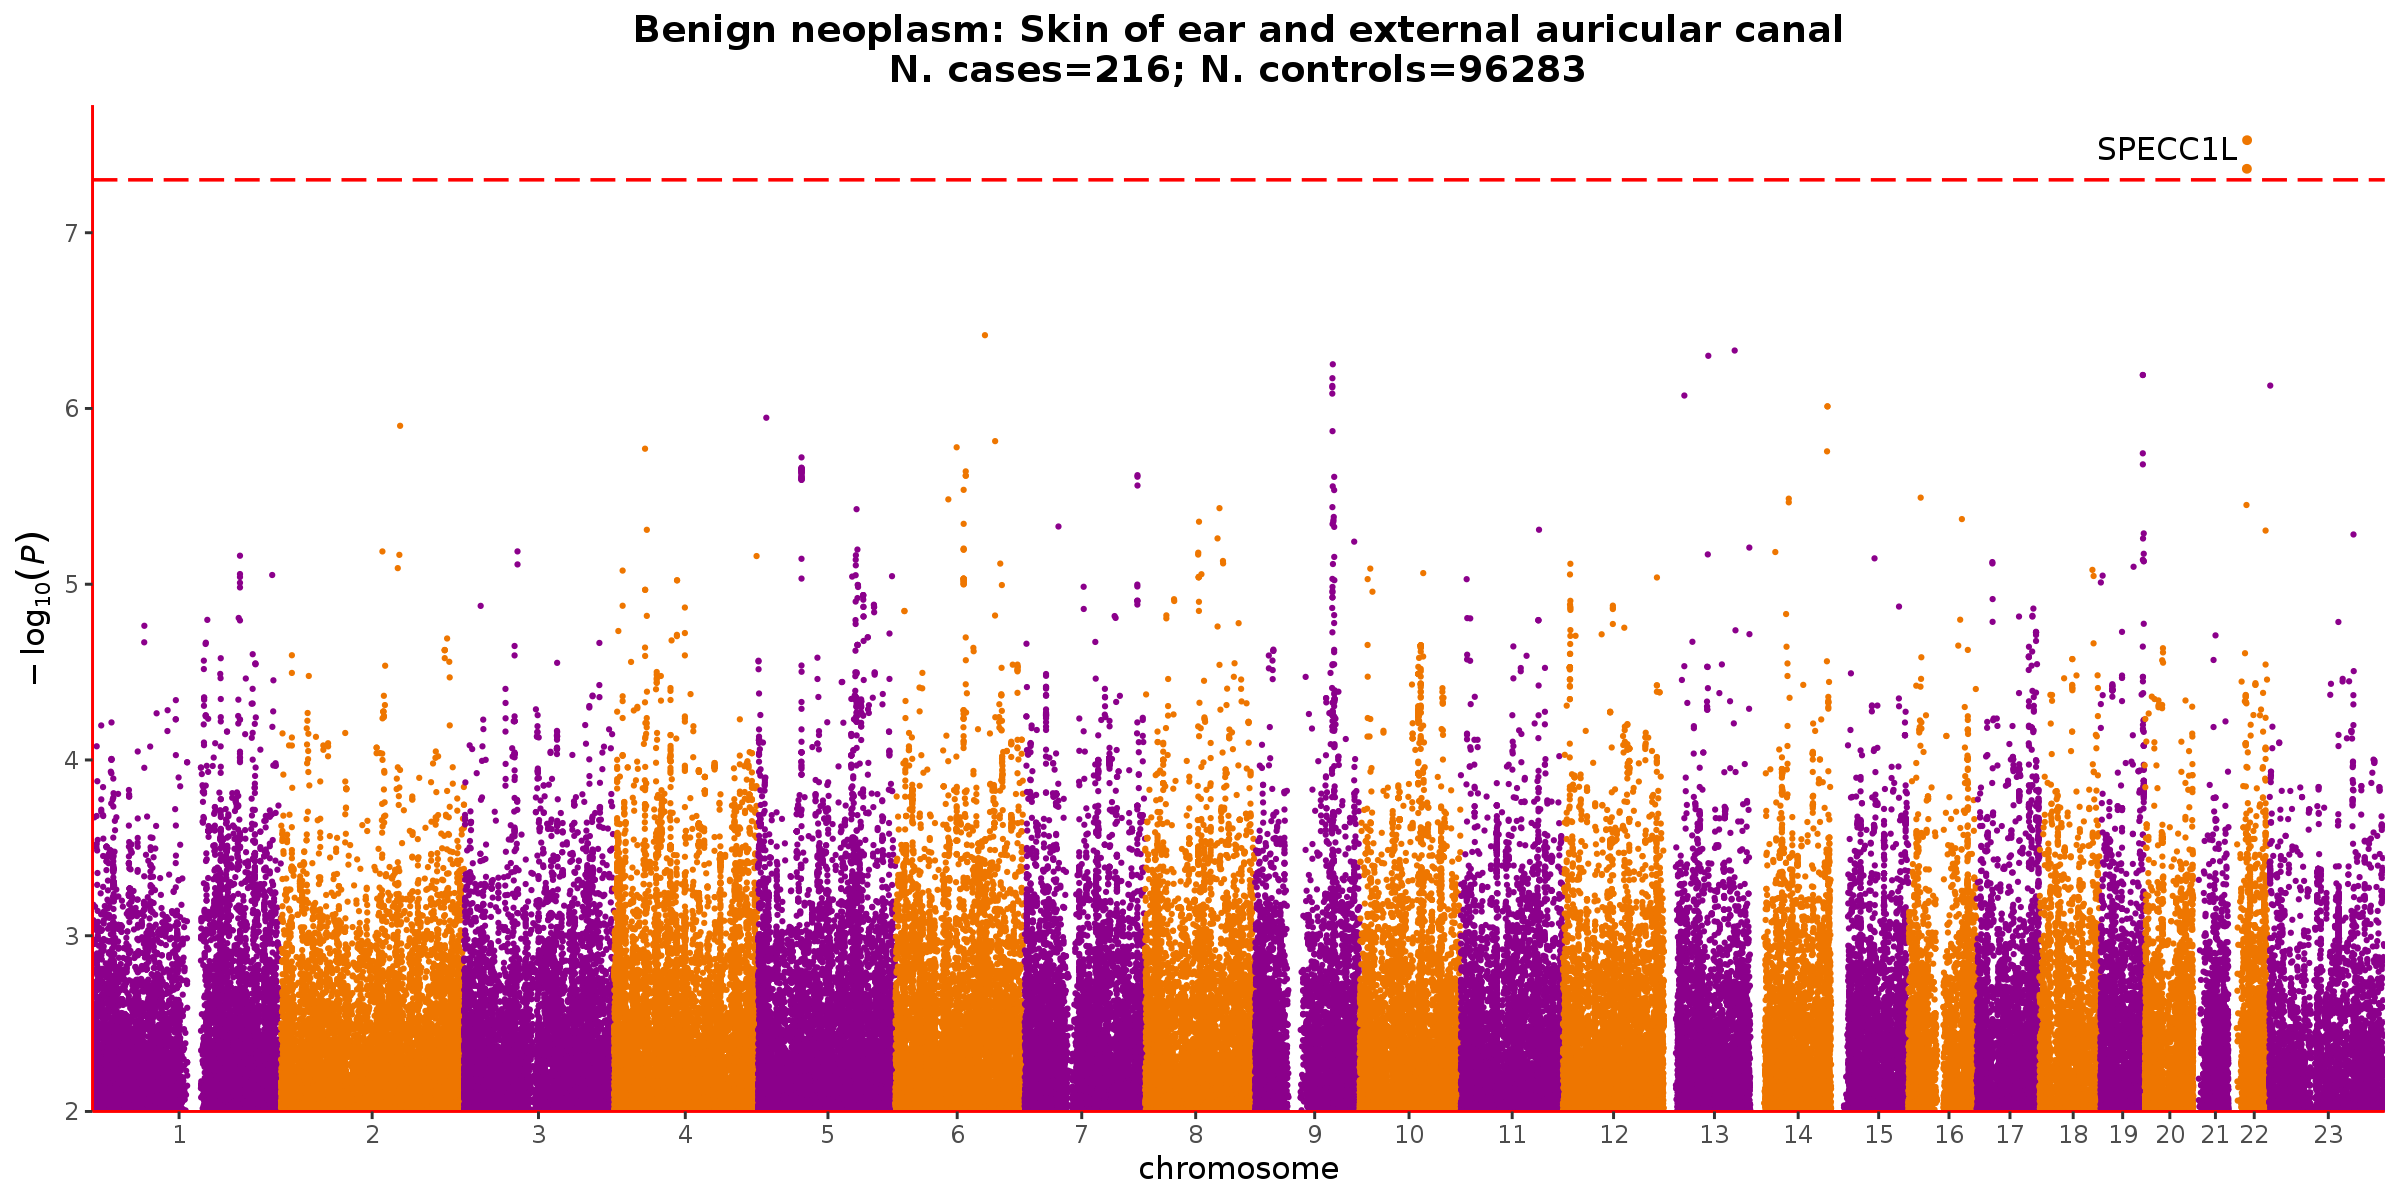 Benign neoplasm: Skin of ear and external auricular canal
N. cases=216; N. controls=96283
SPECC1L
7
6
5
4
3
2
−log10(P)
1 2 3 4 5 6 7 8 9 10 11 12 13 14 15 16 17 18 19 20 21 22 23
chromosome